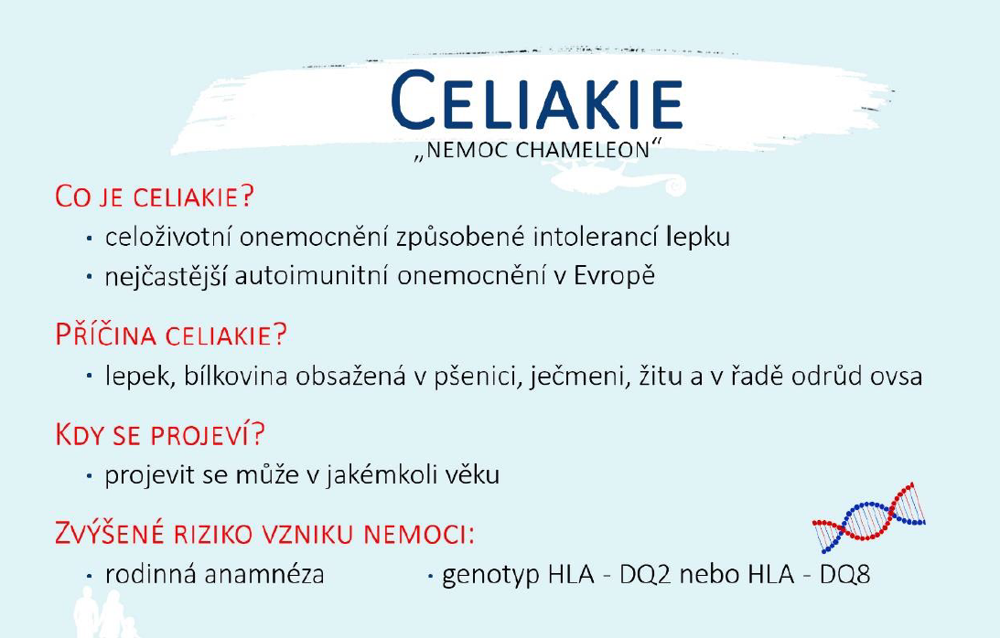 CELIAKIE
„NEMOC CHAMELEON“
CO JE CELIAKIE?
• celoživotní onemocnění způsobené intolerancí lepku
• nejčastější autoimunitní onemocnění v Evropě
PŘÍČINA CELIAKIE?
• lepek, bílkovina obsažená v pšenici, ječmeni, žitu a v řadě odrůd ovsa
KDY SE PROJEVÍ?
• projevit se může v jakémkoli věku
ZVÝŠENÉ RIZIKO VZNIKU NEMOCI:
• rodinná anamnéza • genotyp HLA - DQ2 nebo HLA - DQ8